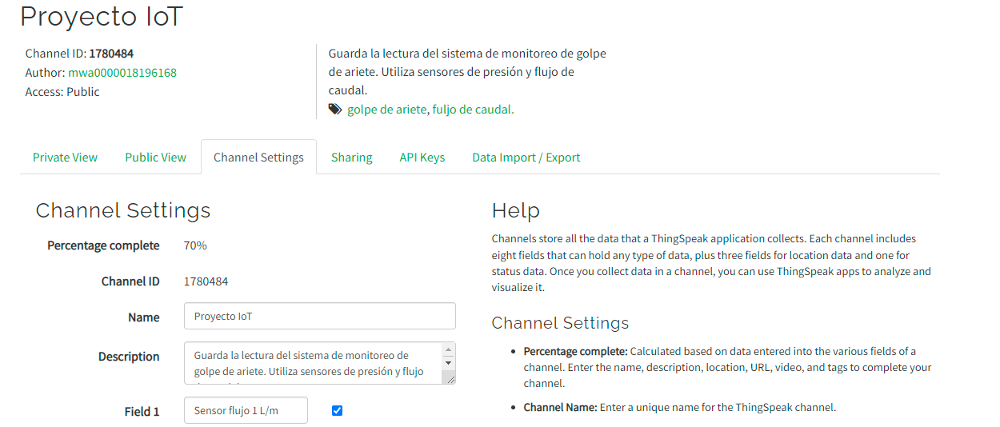 Proyecto IoT
Channel ID: 1780484
Author: mwa0000018196168
Access: Public
Guarda la lectura del sistema de monitoreo de golpe
de ariete. Utiliza sensores de presión y flujo de
caudal.
golpe de ariete, fuljo de caudal.
Private View
Public View
Channel Settings
Sharing
API Keys
Data Import / Export
Channel Settings
Percentage complete 70%
Channel ID 1780484
Name Proyecto IoT
Description Guarda la lectura del sistema de monitoreo de
golpe de ariete. Utiliza sensores de presión y flujo
Field 1 Sensor flujo 1 L/m
Help
Channels store all the data that a ThingSpeak application collects. Each channel includes
eight fields that can hold any type of data, plus three fields for location data and one for
status data. Once you collect data in a channel, you can use ThingSpeak apps to analyze and
visualize it.
Channel Settings
• Percentage complete: Calculated based on data entered into the various fields of a
channel. Enter the name, description, location, URL, video, and tags to complete your
channel.
• Channel Name: Enter a unique name for the ThingSpeak channel.